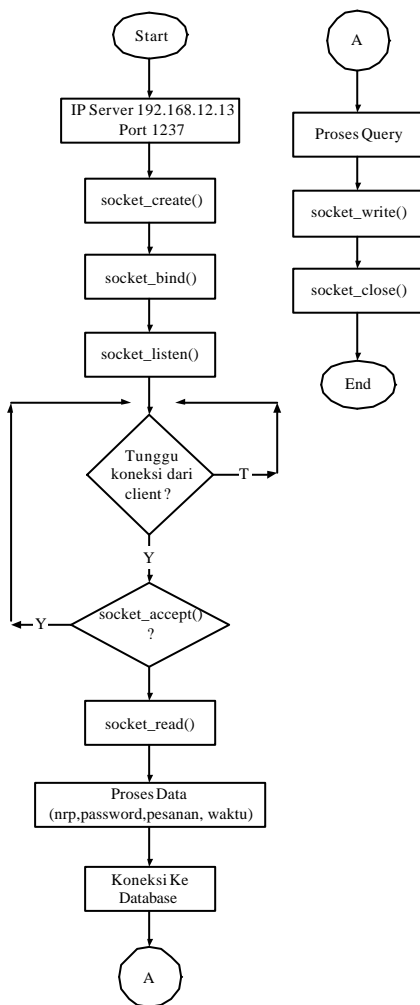 Start
IP Server 192.168.12.13
Port 1237
socket_create()
socket_bind()
socket_listen()
Tunggu
koneksi dari
client ?
T
Y
socket_accept()
?
Y
socket_read()
Proses Data
(nrp,password,pesanan, waktu)
Koneksi Ke
Database
A
A
Proses Query
socket_write()
socket_close()
End